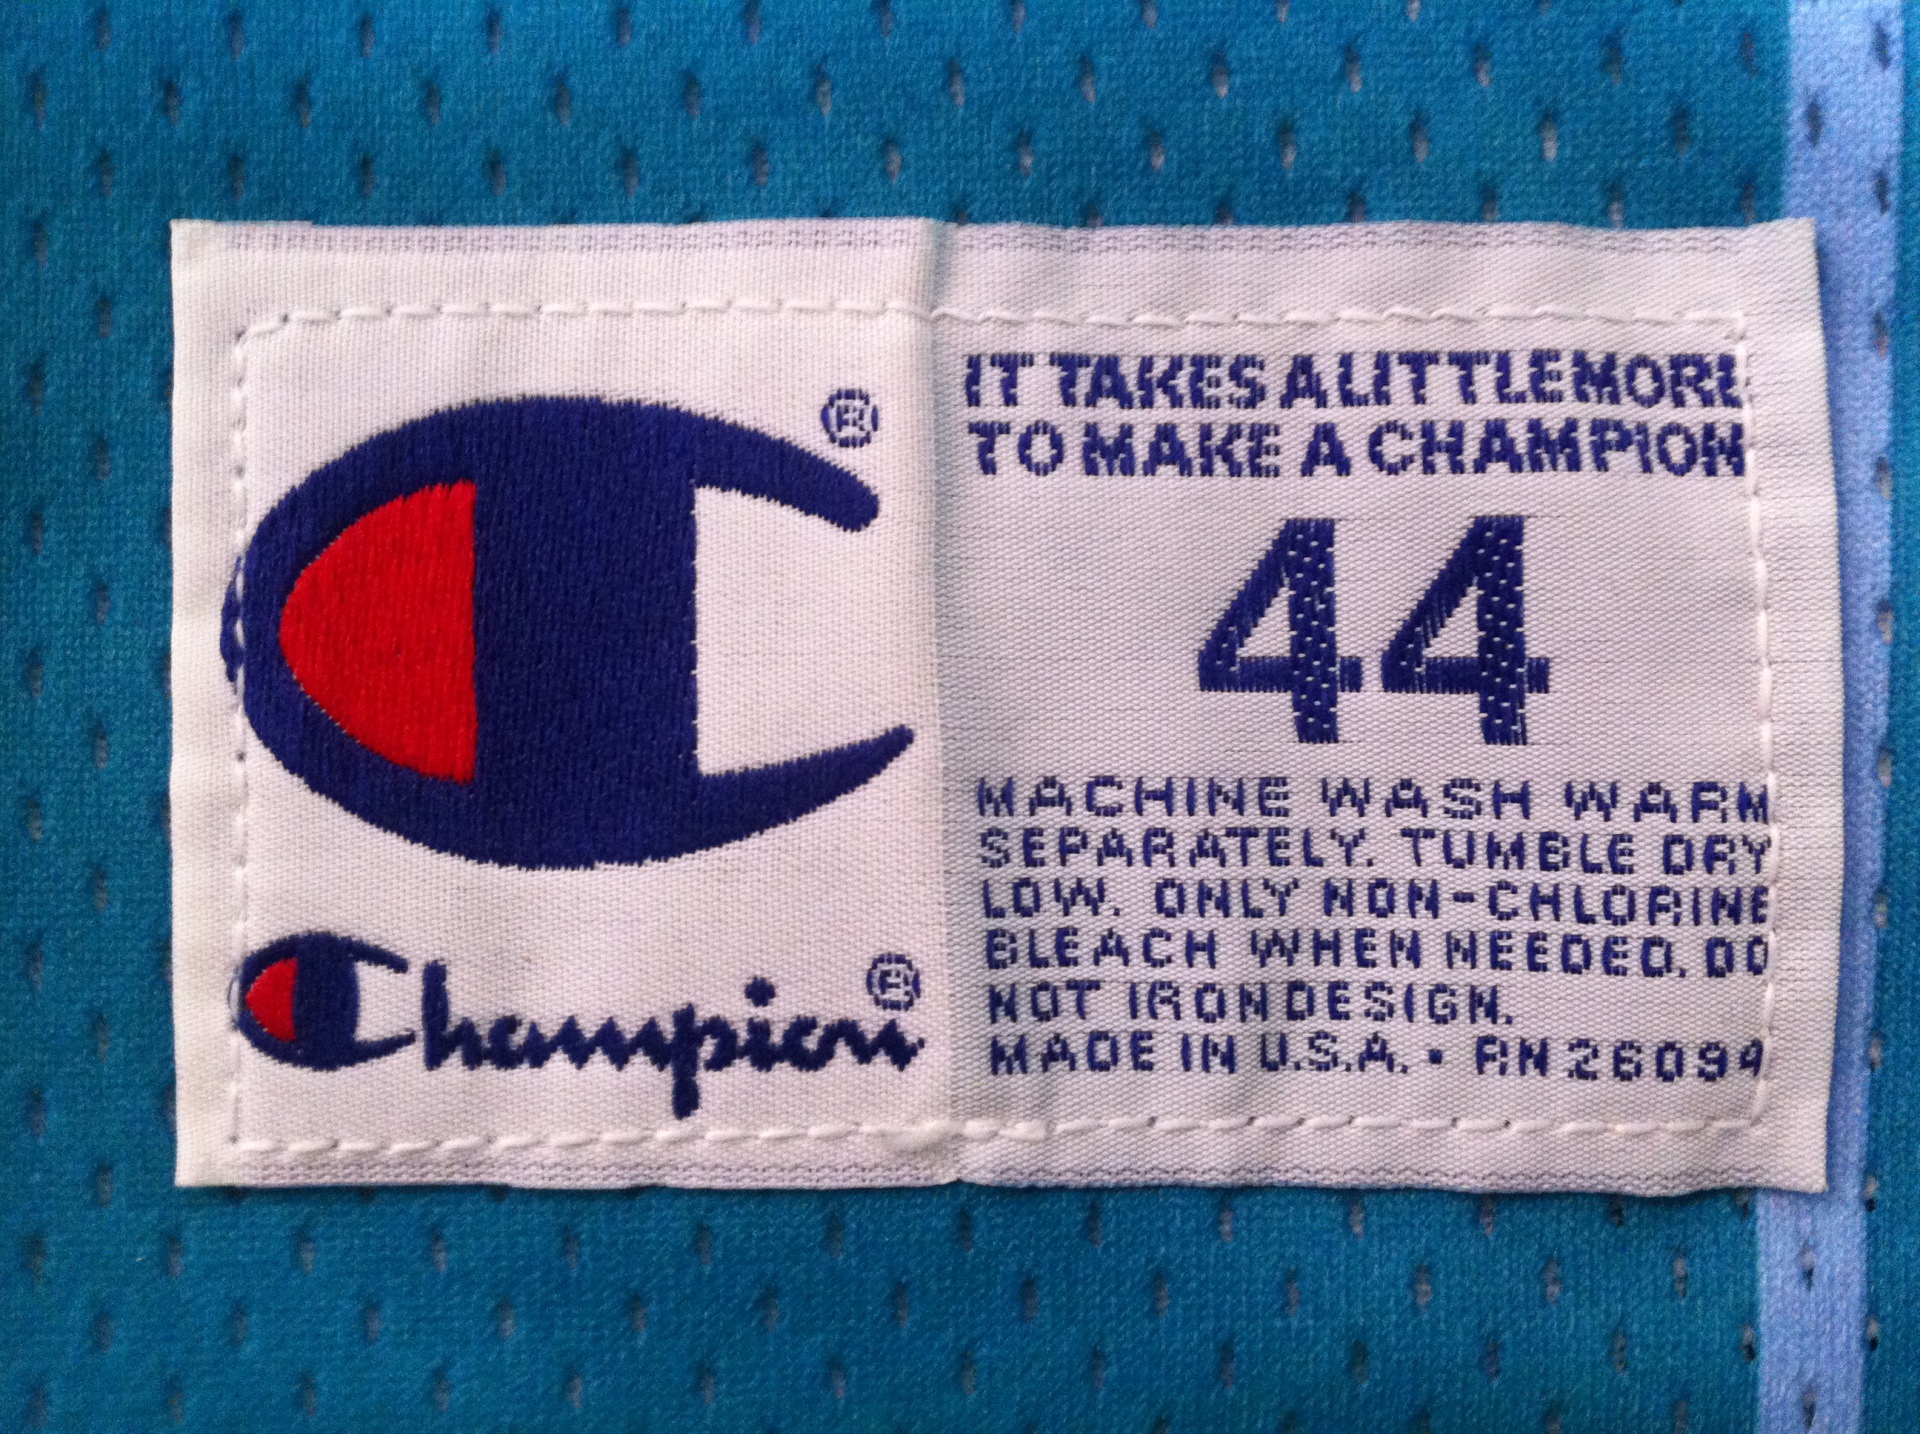 C®
Champion®
IT TAKES A LITTLE MORE
TO MAKE A CHAMPION
44
MACHINE WASH WARM
SEPARATELY. TUMBLE DRY
LOW. ONLY NON-CHLORINE
BLEACH WHEN NEEDED. DO
NOT IRON DESIGN.
MADE IN U.S.A. • RN 26094